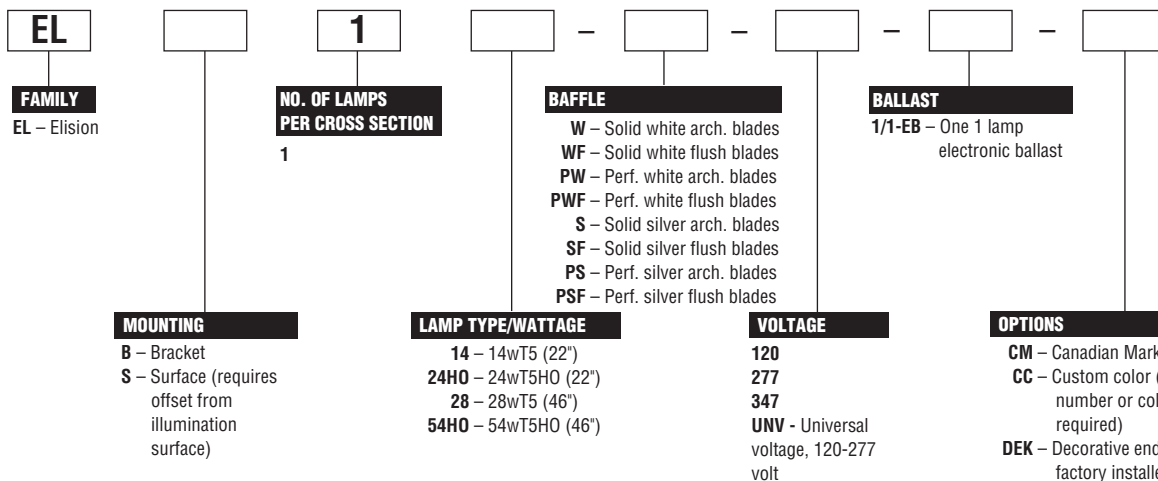 EL 1 – – – –
FAMILY
EL – Elision
NO. OF LAMPS
PER CROSS SECTION
1
BAFFLE
W – Solid white arch. blades
WF – Solid white flush blades
PW – Perf. white arch. blades
PWF – Perf. white flush blades
S – Solid silver arch. blades
SF – Solid silver flush blades
PS – Perf. silver arch. blades
PSF – Perf. silver flush blades
BALLAST
1/1-EB – One 1 lamp
electronic ballast
MOUNTING
B – Bracket
S – Surface (requires
offset from
illumination
surface)
LAMP TYPE/WATTAGE
14 – 14wT5 (22")
24HO – 24wT5HO (22")
28 – 28wT5 (46")
54HO – 54wT5HO (46")
VOLTAGE
120
277
347
UNV - Universal
voltage, 120-277
volt
OPTIONS
CM – Canadian
CC – Custom color (
number or
required)
DEK – Decorative
factory